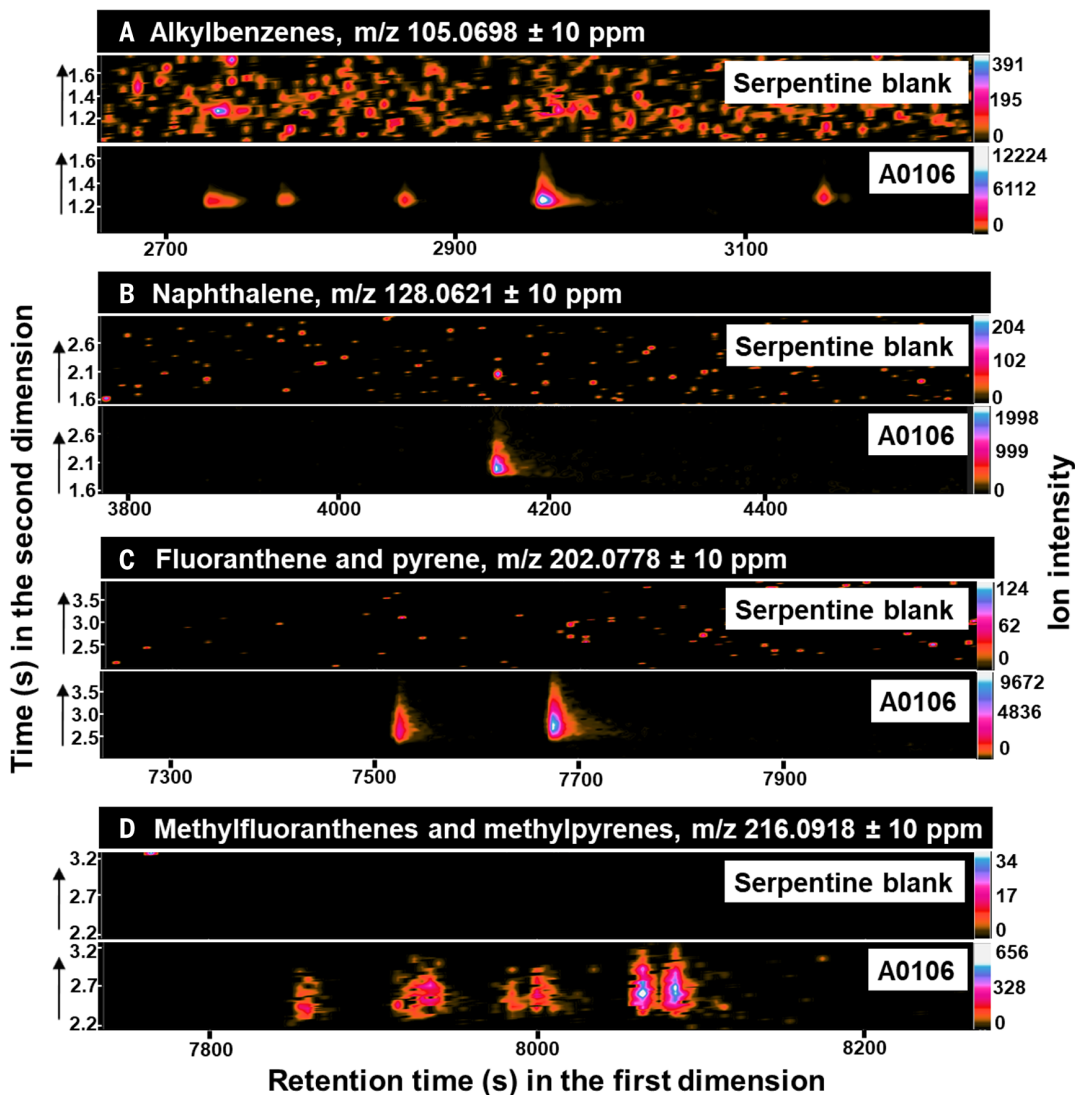 A Alkylbenzenes, m/z 105.0698 ± 10 ppm
Serpentine blank
1.6
1.4
1.2
391
195
0
A0106
1.6
1.4
1.2
12224
6112
0
2700 2900 3100
B Naphthalene, m/z 128.0621 ± 10 ppm
Serpentine blank
2.6
2.1
1.6
204
102
0
A0106
2.6
2.1
1.6
1998
999
0
3800 4000 4200 4400
C Fluoranthene and pyrene, m/z 202.0778 ± 10 ppm
Serpentine blank
3.5
3.0
2.5
124
62
0
A0106
3.5
3.0
2.5
9672
4836
0
7300 7500 7700 7900
D Methylfluoranthenes and methylpyrenes, m/z 216.0918 ± 10 ppm
Serpentine blank
3.2
2.7
2.2
34
17
0
A0106
3.2
2.7
2.2
656
328
0
7800 8000 8200
Time (s) in the second dimension
Ion intensity
Retention time (s) in the first dimension